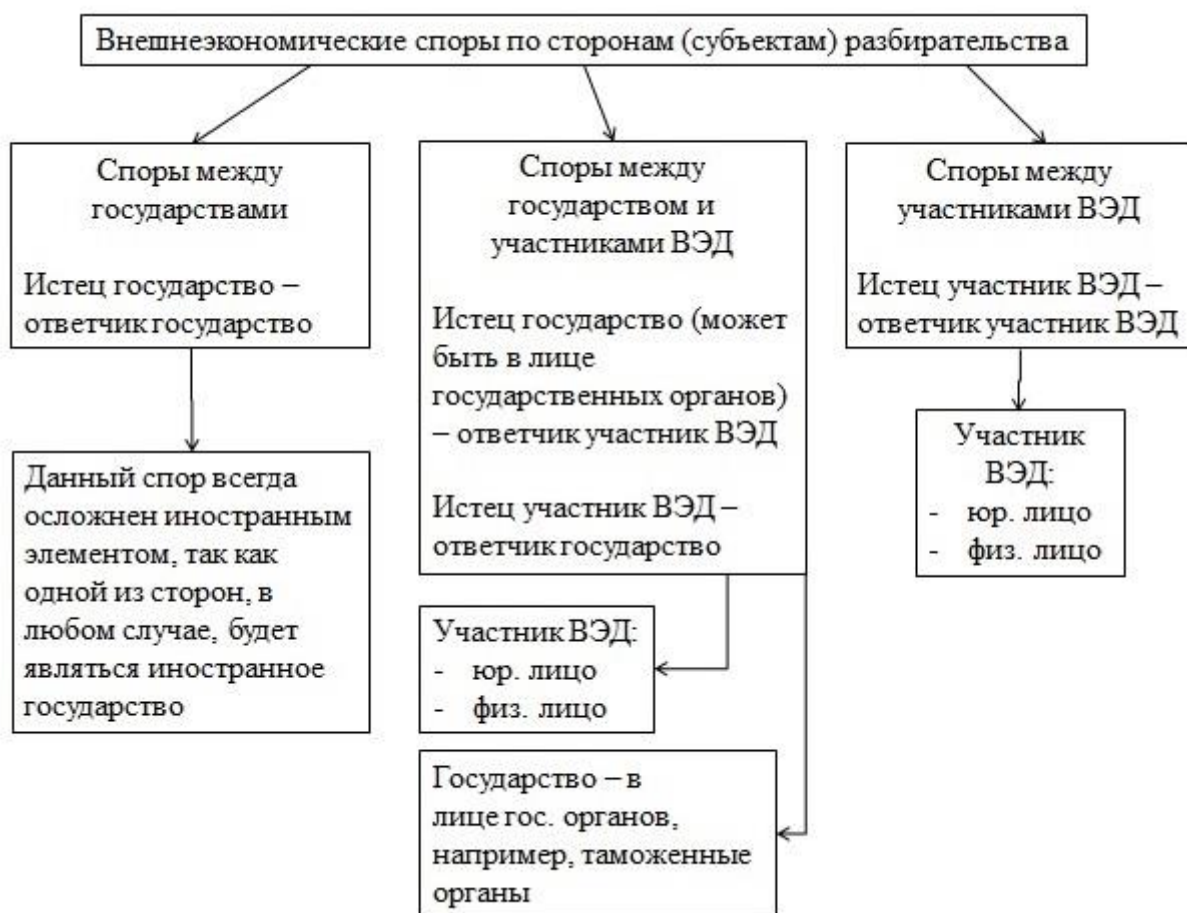 Внешнеэкономические споры по сторонам (субъектам) разбирательства
Споры между
государствами
Истец государство –
ответчик государство
Данный спор всегда
осложнен иностранным
элементом, так как
одной из сторон, в
любом случае, будет
являться иностранное
государство
Споры между
государством и
участниками ВЭД
Истец государство (может
быть в лице
государственных органов)
– ответчик участник ВЭД
Истец участник ВЭД –
ответчик государство
Участник ВЭД:
- юр. лицо
- физ. лицо
Государство – в
лице гос. органов,
например, таможенные
органы
Споры между
участниками ВЭД
Истец участник ВЭД –
ответчик участник ВЭД
Участник
ВЭД:
- юр. лицо
- физ. лицо